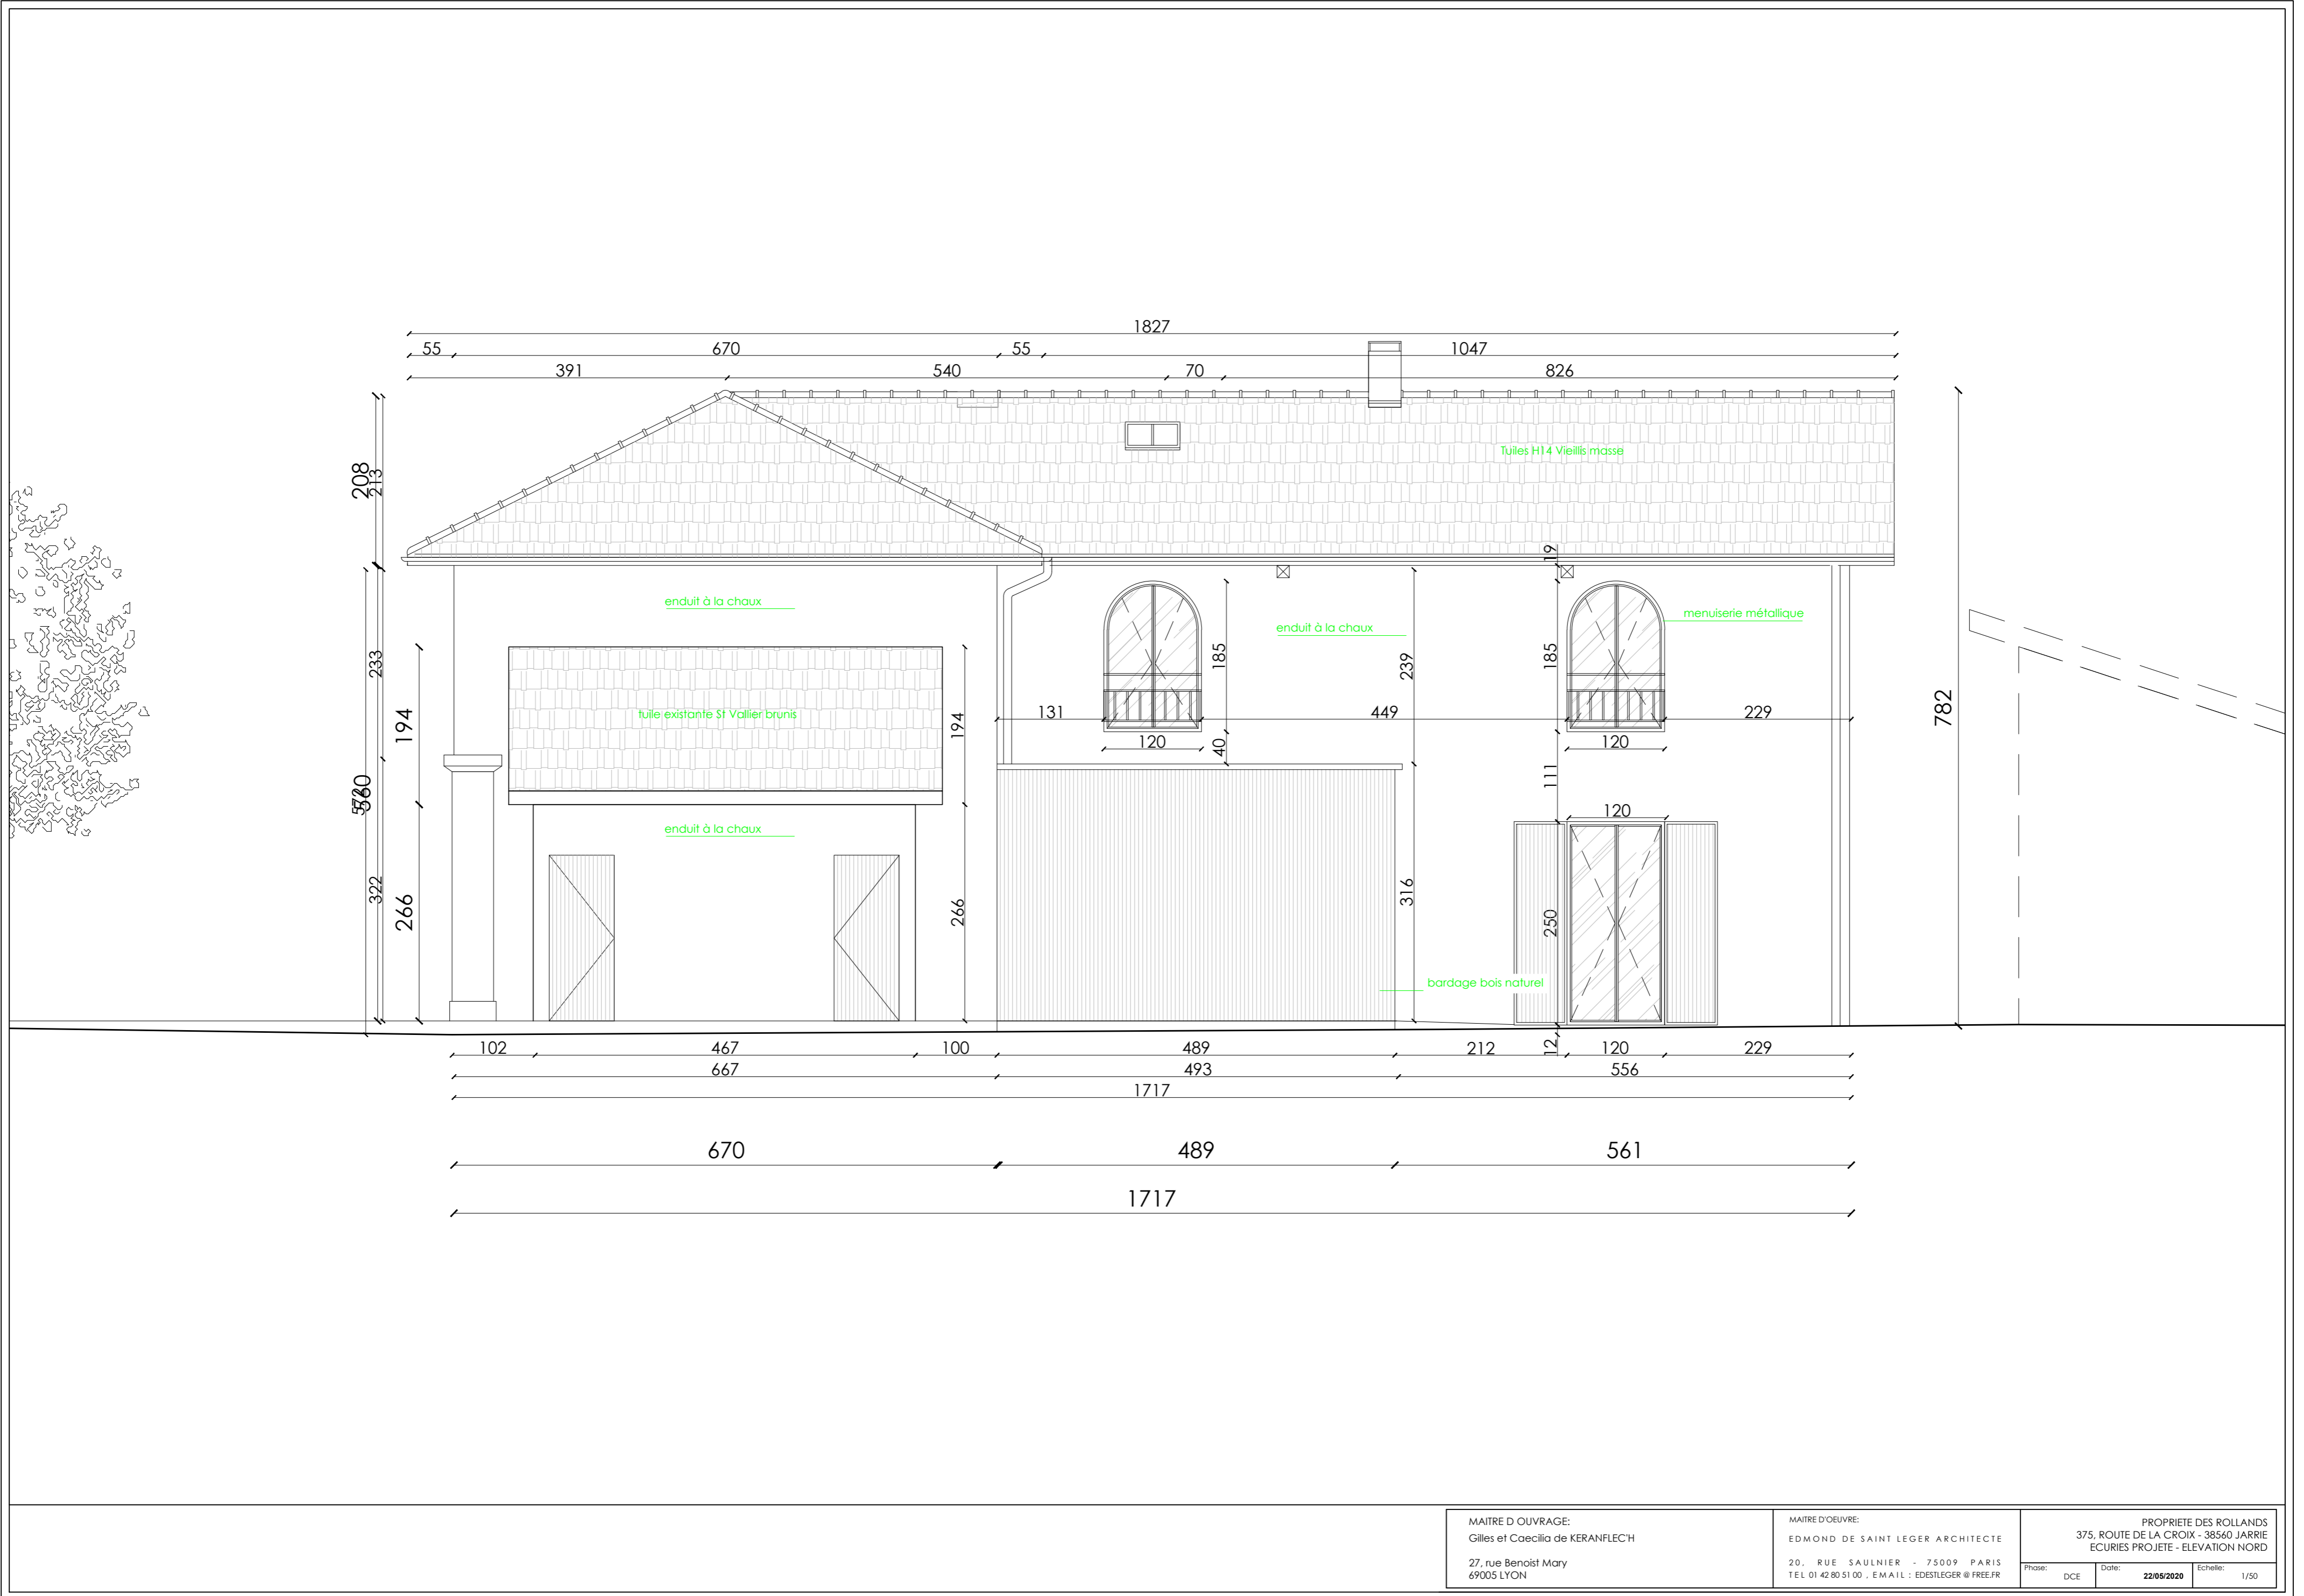 1827
55 670 55 1047
391 540 70 826
208
213
Tuiles H14 Vieillis masse
19
enduit à la chaux
menuiserie métallique
enduit à la chaux
233
185
239
185
194
tuile existante St Vallier brunis
194
131 449 229
782
120
40
120
560
111
120
enduit à la chaux
322
266
266
316
250
bardage bois naturel
102 467 100 489 212 12 120 229
667 493 556
1717
670 489 561
1717
MAITRE D OUVRAGE:
Gilles et Caecilia de KERANFLEC'H
27, rue Benoist Mary
69005 LYON
MAITRE D'OEUVRE:
EDMOND DE SAINT LEGER ARCHITECTE
20, RUE SAULNIER - 75009 PARIS
TEL 01 42 80 51 00 , EMAIL : EDESTLEGER @ FREE.FR
PROPRIETE DES ROLLANDS
375, ROUTE DE LA CROIX - 38560 JARRIE
ECURIES PROJETE - ELEVATION NORD
Phase: DCE
Date: 22/05/2020
Echelle: 1/50